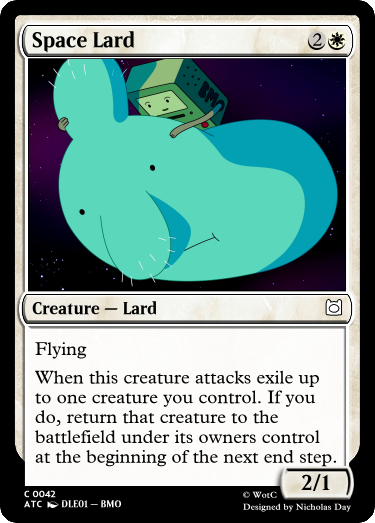 Space Lard 2
BMO
Creature — Lard
Flying
When this creature attacks exile up
to one creature you control. If you
do, return that creature to the
battlefield under its owners control
at the beginning of the next end step.
2/1
C 0042
ATC DLE01 — BMO
© WotC
Designed by Nicholas Day